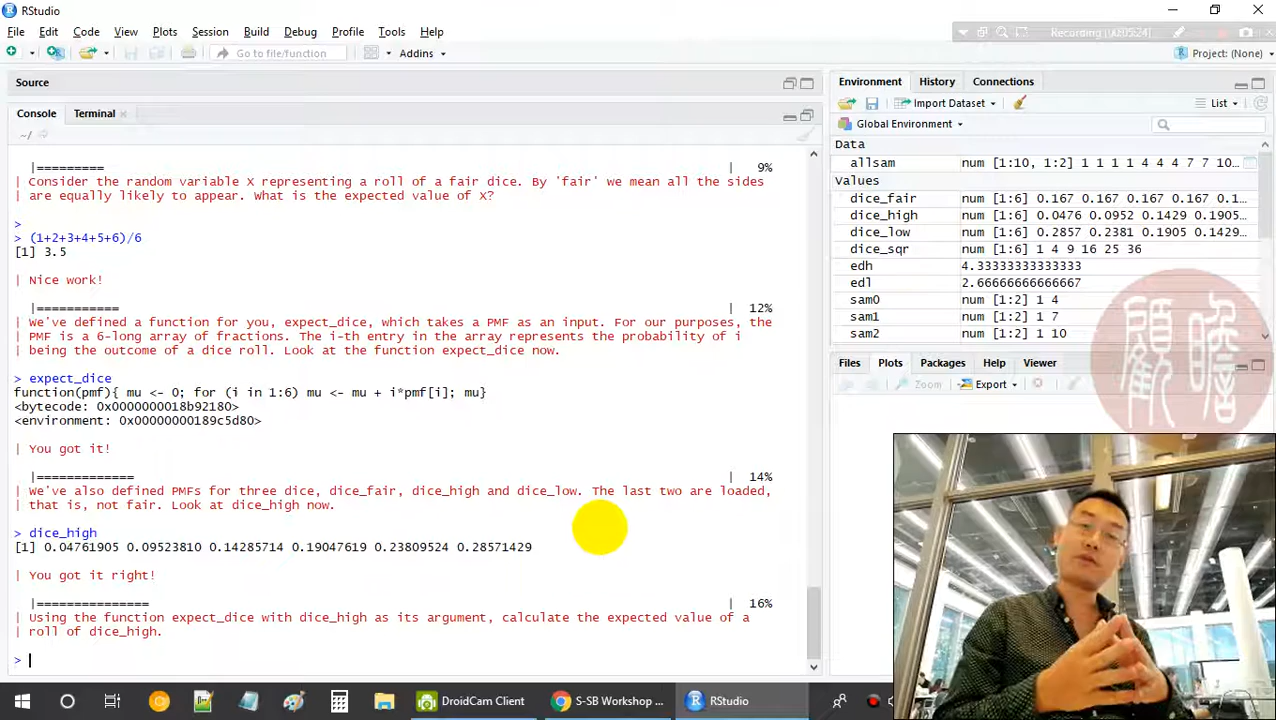 RStudio
File Edit Code View Plots Session Build Debug Profile Tools Help
Recording [00:05:24]
Go to file/function
Addins
Project: (None)
Source
Console Terminal
~/
|========= | 9%
| Consider the random variable X representing a roll of a fair dice. By 'fair' we mean all the sides
| are equally likely to appear. What is the expected value of X?
>
> (1+2+3+4+5+6)/6
[1] 3.5
| Nice work!
|=========== | 12%
| We've defined a function for you, expect_dice, which takes a PMF as an input. For our purposes, the
| PMF is a 6-long array of fractions. The i-th entry in the array represents the probability of i
| being the outcome of a dice roll. Look at the function expect_dice now.
> expect_dice
function(pmf){ mu <- 0; for (i in 1:6) mu <- mu + i*pmf[i]; mu}
<bytecode: 0x0000000018b92180>
<environment: 0x00000000189c5d80>
| You got it!
|============= | 14%
| We've also defined PMFs for three dice, dice_fair, dice_high and dice_low. The last two are loaded,
| that is, not fair. Look at dice_high now.
> dice_high
[1] 0.04761905 0.09523810 0.14285714 0.19047619 0.23809524 0.28571429
| You got it right!
|=============== | 16%
| Using the function expect_dice with dice_high as its argument, calculate the expected value of a
| roll of dice_high.
>
Environment History Connections
Import Dataset
List
Global Environment
Data
allsam num [1:10, 1:2] 1 1 1 1 4 4 4 7 7 10...
Values
dice_fair num [1:6] 0.167 0.167 0.167 0.167 0.1...
dice_high num [1:6] 0.0476 0.0952 0.1429 0.1905...
dice_low num [1:6] 0.2857 0.2381 0.1905 0.1429...
dice_sqr num [1:6] 1 4 9 16 25 36
edh 4.33333333333333
edl 2.66666666666667
sam0 num [1:2] 1 4
sam1 num [1:2] 1 7
sam2 num [1:2] 1 10
Files Plots Packages Help Viewer
Zoom Export
DroidCam Client
S-SB Workshop ...
RStudio